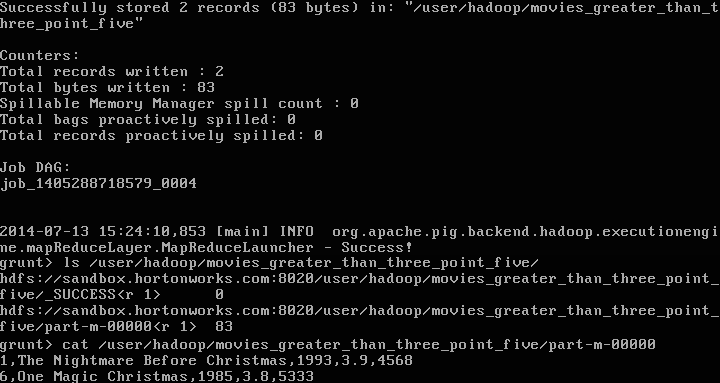 Successfully stored 2 records (83 bytes) in: "/user/hadoop/movies_greater_than_t
hree_point_five"
Counters:
Total records written : 2
Total bytes written : 83
Spillable Memory Manager spill count : 0
Total bags proactively spilled: 0
Total records proactively spilled: 0
Job DAG:
job_1405288718579_0004
2014-07-13 15:24:10,853 [main] INFO  org.apache.pig.backend.hadoop.executionengi
ne.mapReduceLayer.MapReduceLauncher - Success!
grunt> ls /user/hadoop/movies_greater_than_three_point_five/
hdfs://sandbox.hortonworks.com:8020/user/hadoop/movies_greater_than_three_point_
five/_SUCCESS<r 1>      0
hdfs://sandbox.hortonworks.com:8020/user/hadoop/movies_greater_than_three_point_
five/part-m-00000<r 1>  83
grunt> cat /user/hadoop/movies_greater_than_three_point_five/part-m-00000
1,The Nightmare Before Christmas,1993,3.9,4568
6,One Magic Christmas,1985,3.8,5333